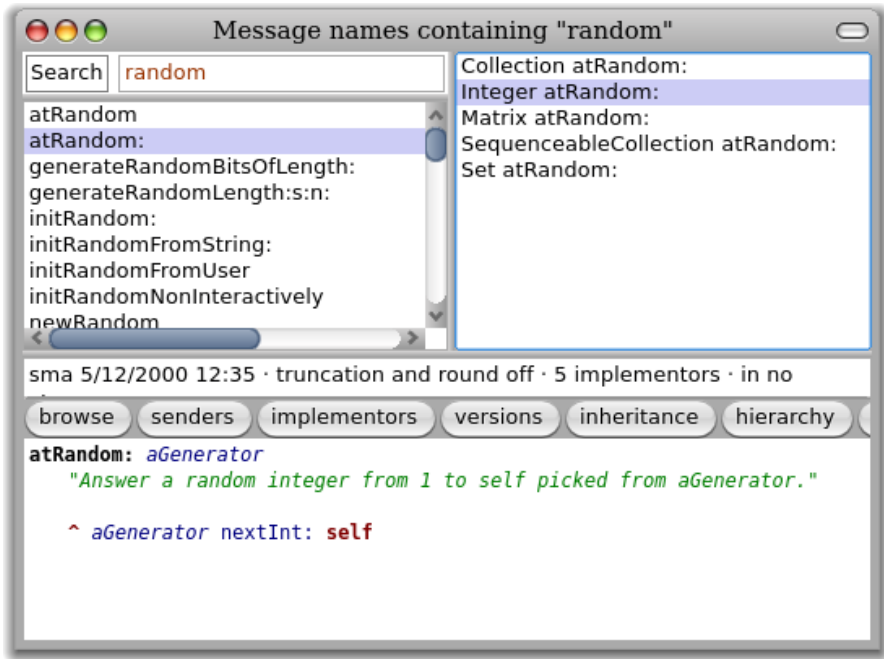 Message names containing "random"
Search
random
atRandom
atRandom:
generateRandomBitsOfLength:
generateRandomLength:s:n:
initRandom:
initRandomFromString:
initRandomFromUser
initRandomNonInteractively
newRandom
Collection atRandom:
Integer atRandom:
Matrix atRandom:
SequenceableCollection atRandom:
Set atRandom:
sma 5/12/2000 12:35 · truncation and round off · 5 implementors · in no
browse senders implementors versions inheritance hierarchy
atRandom: aGenerator
"Answer a random integer from 1 to self picked from aGenerator."
^ aGenerator nextInt: self